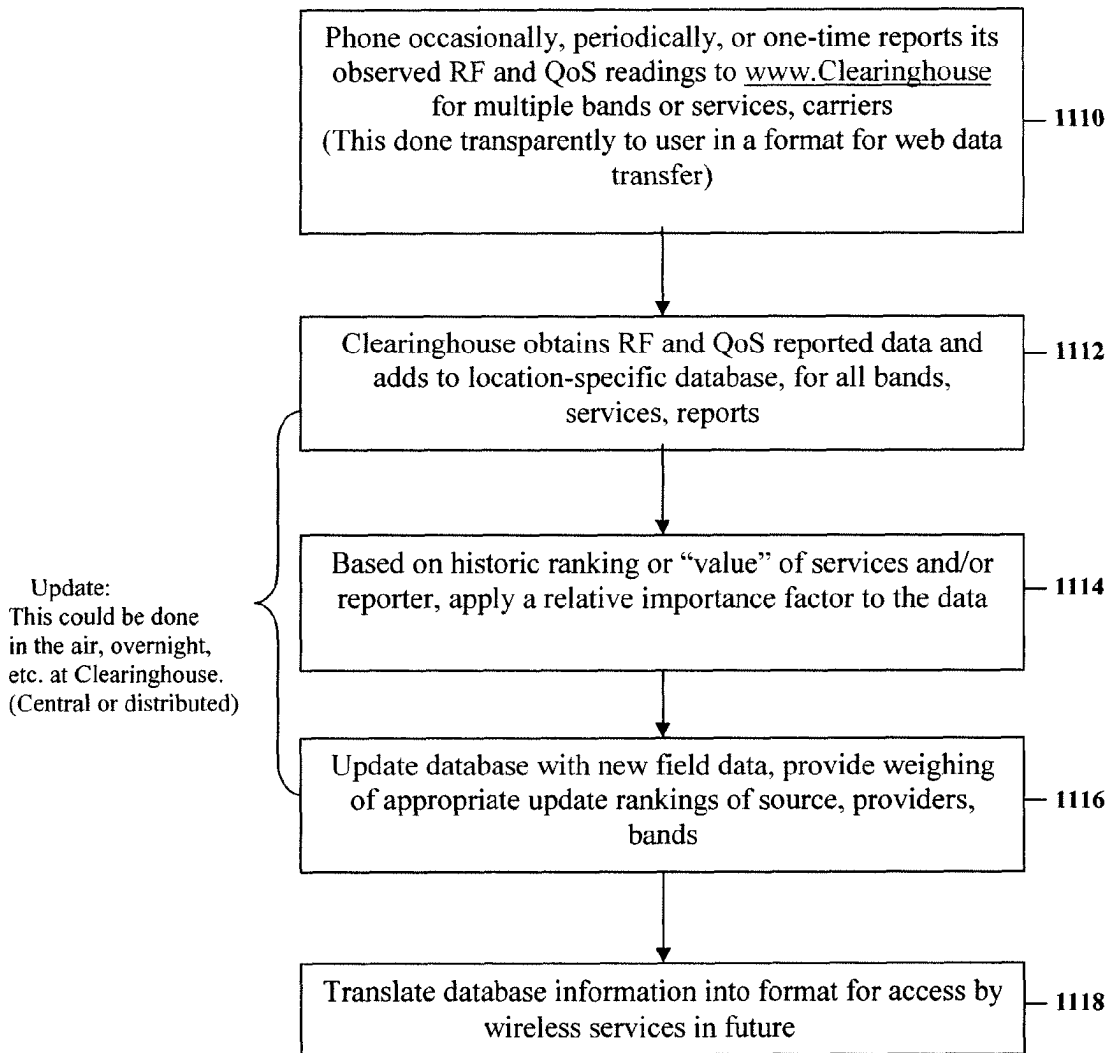 Phone occasionally, periodically, or one-time reports its
observed RF and QoS readings to www.Clearinghouse
for multiple bands or services, carriers
(This done transparently to user in a format for web data
transfer)
1110
Clearinghouse obtains RF and QoS reported data and
adds to location-specific database, for all bands,
services, reports
1112
Based on historic ranking or “value” of services and/or
reporter, apply a relative importance factor to the data
1114
Update:
This could be done
in the air, overnight,
etc. at Clearinghouse.
(Central or distributed)
Update database with new field data, provide weighing
of appropriate update rankings of source, providers,
bands
1116
Translate database information into format for access by
wireless services in future
1118